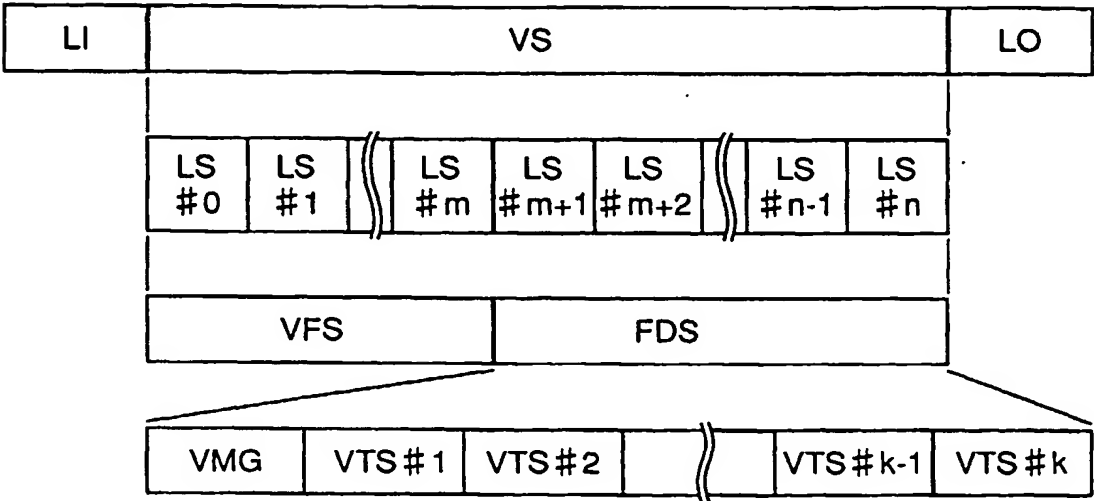 LI VS LO
LS #0 LS #1 LS #m LS #m+1 LS #m+2 LS #n-1 LS #n
VFS FDS
VMG VTS#1 VTS#2 VTS#k-1 VTS#k